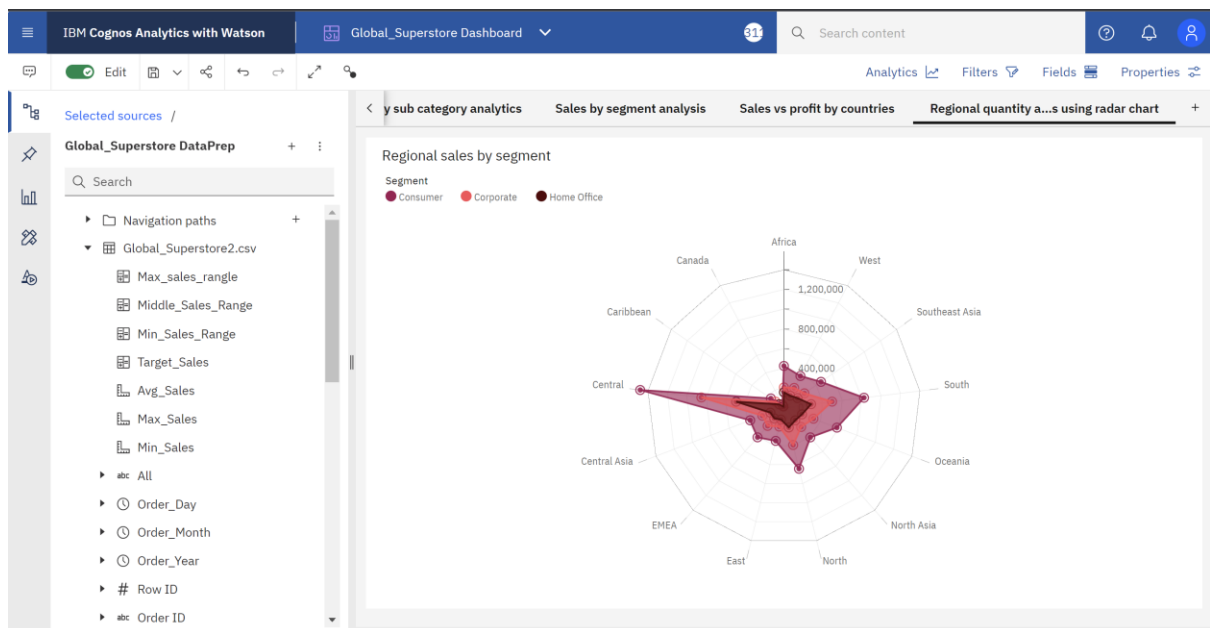 IBM Cognos Analytics with Watson
Global_Superstore Dashboard
311
Search content
Edit
Analytics
Filters
Fields
Properties
Selected sources /
y sub category analytics
Sales by segment analysis
Sales vs profit by countries
Regional quantity a...s using radar chart
+
Global_Superstore DataPrep
+
Search
Navigation paths
+
Global_Superstore2.csv
Max_sales_rangle
Middle_Sales_Range
Min_Sales_Range
Target_Sales
Avg_Sales
Max_Sales
Min_Sales
abc All
Order_Day
Order_Month
Order_Year
# Row ID
abc Order ID
Regional sales by segment
Segment
Consumer
Corporate
Home Office
Africa
West
Southeast Asia
South
Oceania
North Asia
North
East
EMEA
Central Asia
Central
Caribbean
Canada
1,200,000
800,000
400,000